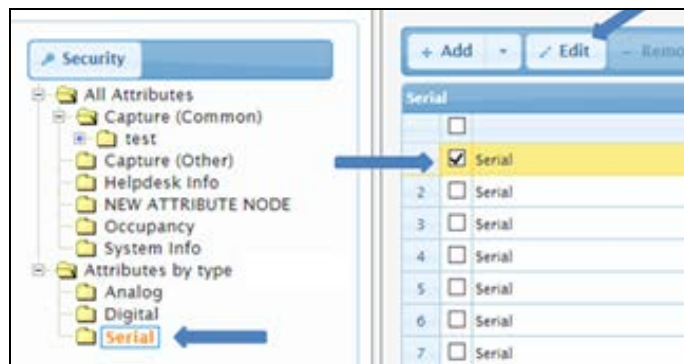 Security
All Attributes
Capture (Common)
test
Capture (Other)
Helpdesk Info
NEW ATTRIBUTE NODE
Occupancy
System Info
Attributes by type
Analog
Digital
Serial
+ Add
Edit
Serial
Serial
2 Serial
3 Serial
4 Serial
5 Serial
6 Serial
7 Serial